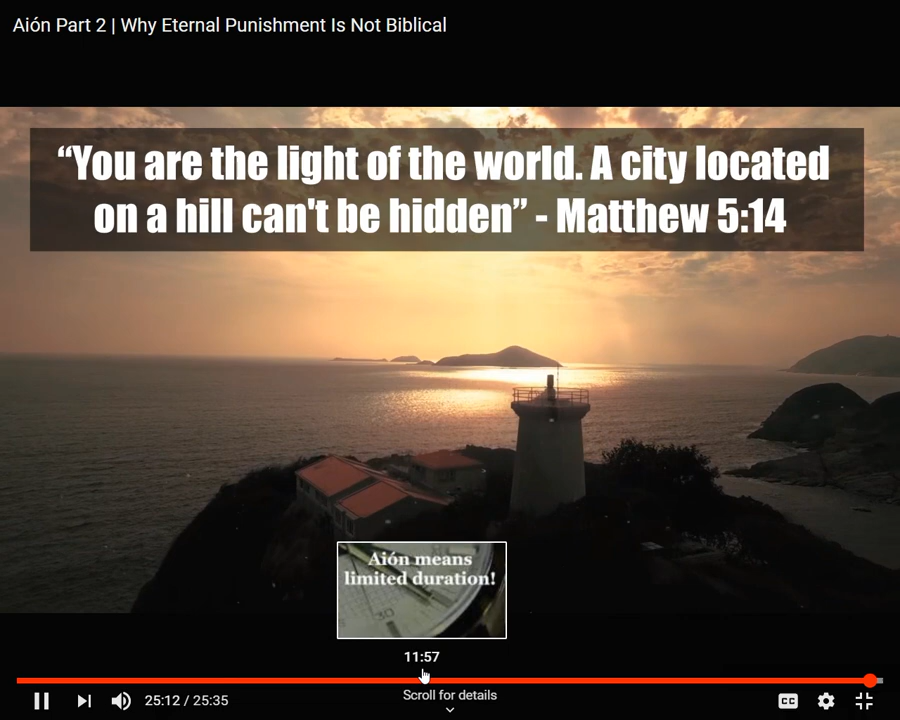 Aión Part 2 | Why Eternal Punishment Is Not Biblical
“You are the light of the world. A city located
on a hill can't be hidden” - Matthew 5:14
Aión means
limited duration!
30
11:57
25:12 / 25:35
Scroll for details
CC